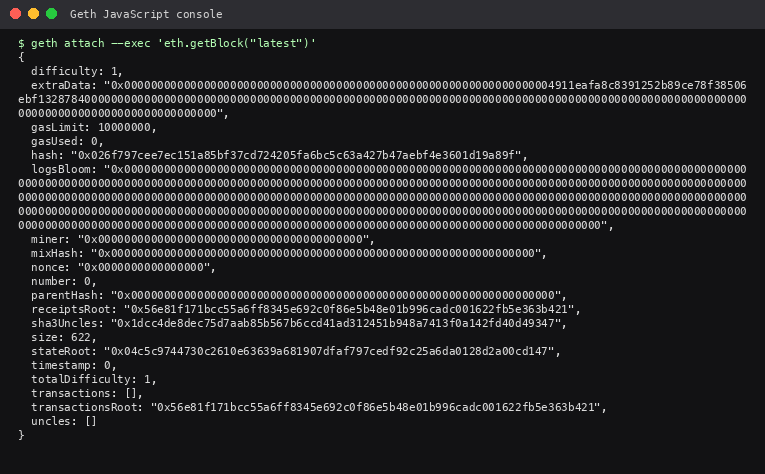 Geth JavaScript console
$ geth attach --exec 'eth.getBlock("latest")'
{
  difficulty: 1,
  extraData: "0x00000000000000000000000000000000000000000000000000000000000000004911eafa8c8391252b89ce78f38506
ebf13287840000000000000000000000000000000000000000000000000000000000000000000000000000000000000000000000000000
000000000000000000000000000000",
  gasLimit: 10000000,
  gasUsed: 0,
  hash: "0x026f797cee7ec151a85bf37cd724205fa6bc5c63a427b47aebf4e3601d19a89f",
  logsBloom: "0x0000000000000000000000000000000000000000000000000000000000000000000000000000000000000000000000
00000000000000000000000000000000000000000000000000000000000000000000000000000000000000000000000000000000000000
00000000000000000000000000000000000000000000000000000000000000000000000000000000000000000000000000000000000000
00000000000000000000000000000000000000000000000000000000000000000000000000000000000000000000000000000000000000
0000000000000000000000000000000000000000000000000000000000000000000000000000000000000000",
  miner: "0x0000000000000000000000000000000000000000",
  mixHash: "0x0000000000000000000000000000000000000000000000000000000000000000",
  nonce: "0x0000000000000000",
  number: 0,
  parentHash: "0x0000000000000000000000000000000000000000000000000000000000000000",
  receiptsRoot: "0x56e81f171bcc55a6ff8345e692c0f86e5b48e01b996cadc001622fb5e363b421",
  sha3Uncles: "0x1dcc4de8dec75d7aab85b567b6ccd41ad312451b948a7413f0a142fd40d49347",
  size: 622,
  stateRoot: "0x04c5c9744730c2610e63639a681907dfaf797cedf92c25a6da0128d2a00cd147",
  timestamp: 0,
  totalDifficulty: 1,
  transactions: [],
  transactionsRoot: "0x56e81f171bcc55a6ff8345e692c0f86e5b48e01b996cadc001622fb5e363b421",
  uncles: []
}